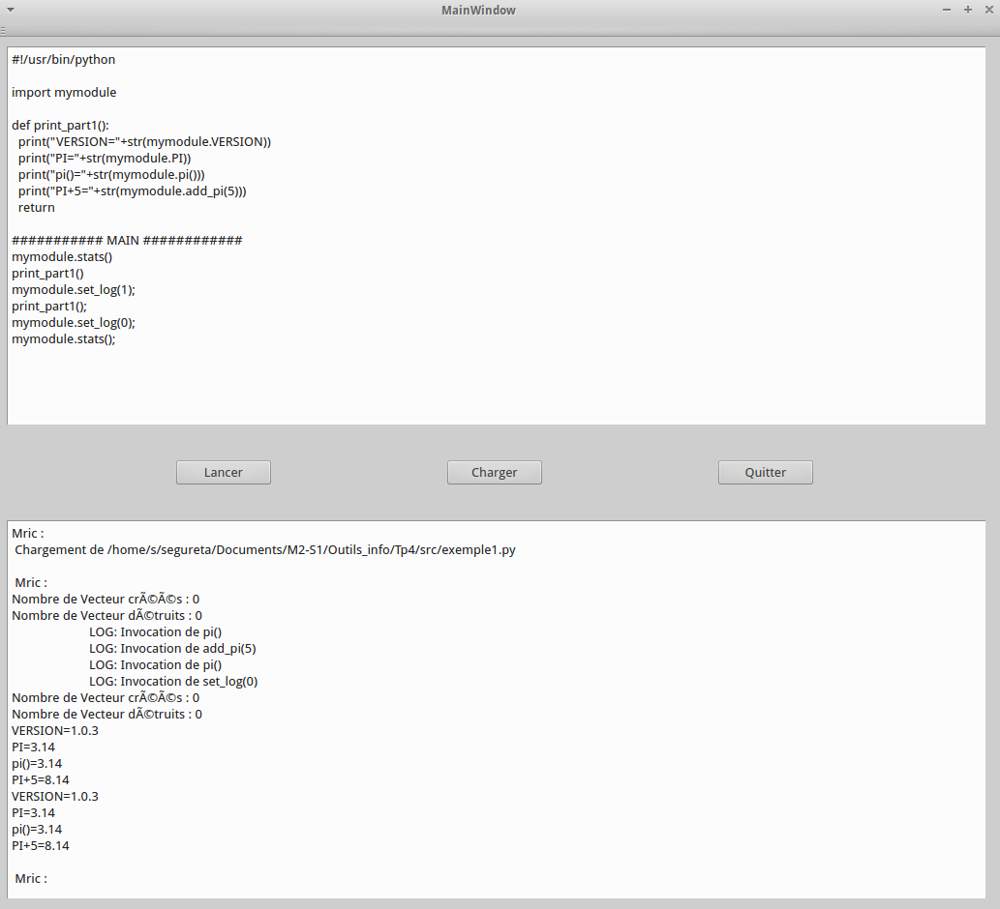 MainWindow
#!/usr/bin/python
import mymodule
def print_part1():
print("VERSION="+str(mymodule.VERSION))
print("PI="+str(mymodule.PI))
print("pi()="+str(mymodule.pi()))
print("PI+5="+str(mymodule.add_pi(5)))
return
########### MAIN ############
mymodule.stats()
print_part1()
mymodule.set_log(1);
print_part1();
mymodule.set_log(0);
mymodule.stats();
Lancer
Charger
Quitter
Mric :
Chargement de /home/s/segureta/Documents/M2-S1/Outils_info/Tp4/src/exemple1.py
Mric :
Nombre de Vecteur crÃ©Ã©s : 0
Nombre de Vecteur dÃ©truits : 0
LOG: Invocation de pi()
LOG: Invocation de add_pi(5)
LOG: Invocation de pi()
LOG: Invocation de set_log(0)
Nombre de Vecteur crÃ©Ã©s : 0
Nombre de Vecteur dÃ©truits : 0
VERSION=1.0.3
PI=3.14
pi()=3.14
PI+5=8.14
VERSION=1.0.3
PI=3.14
pi()=3.14
PI+5=8.14
Mric :